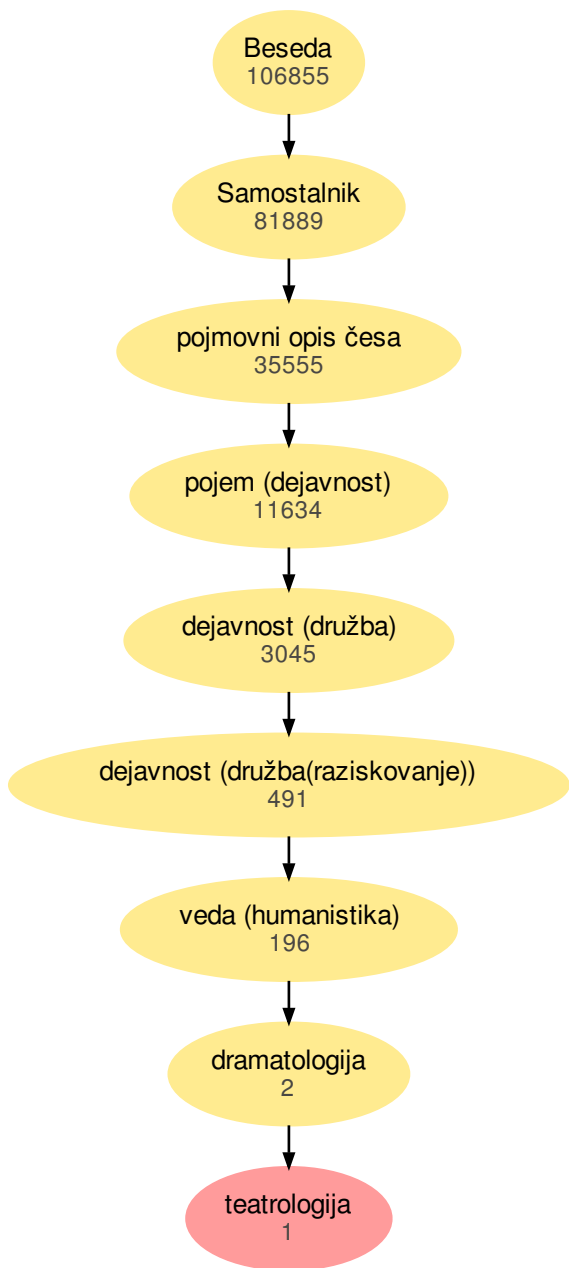 Beseda
106855
Samostalnik
81889
pojmovni opis česa
35555
pojem (dejavnost)
11634
dejavnost (družba)
3045
dejavnost (družba(raziskovanje))
491
veda (humanistika)
196
dramatologija
2
teatrologija
1